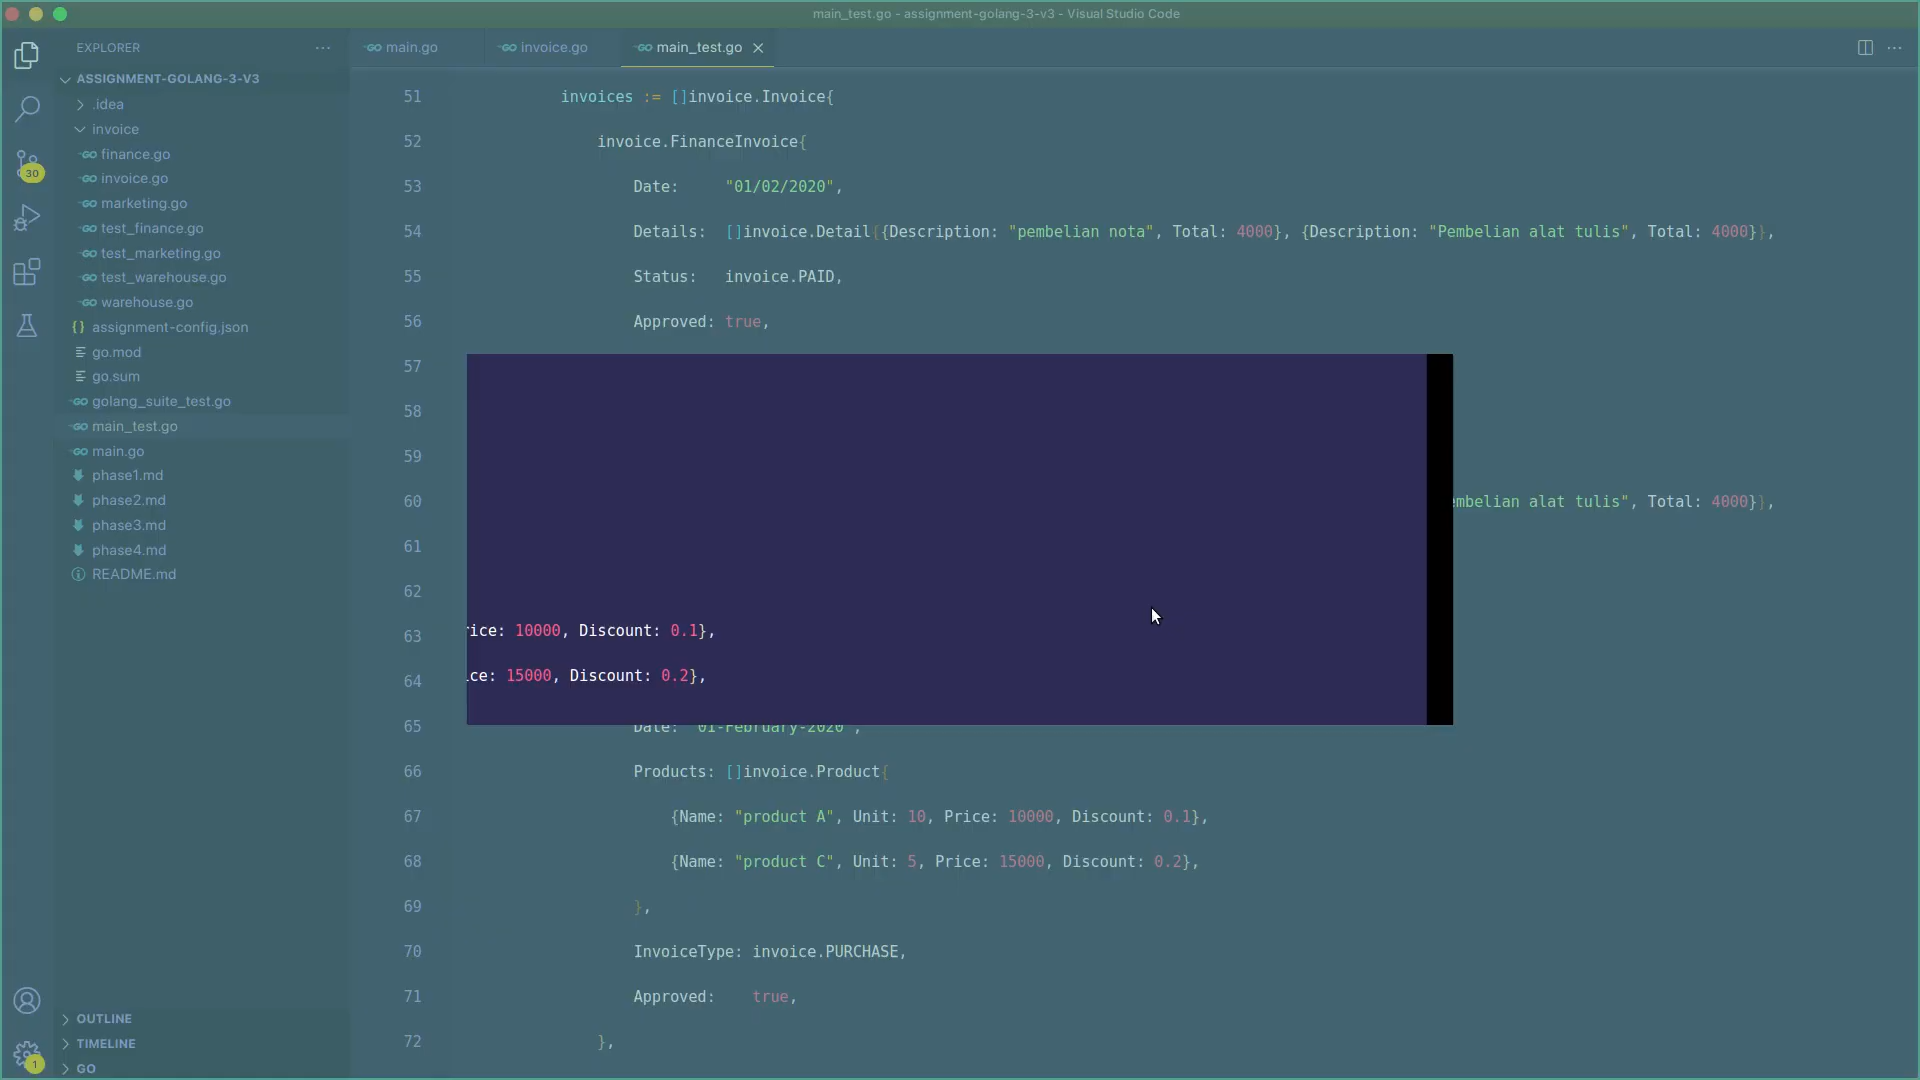 main_test.go - assignment-golang-3-v3 - Visual Studio Code
EXPLORER
main.go
invoice.go
main_test.go
ASSIGNMENT-GOLANG-3-V3
.idea
invoice
finance.go
invoice.go
marketing.go
test_finance.go
test_marketing.go
test_warehouse.go
warehouse.go
assignment-config.json
go.mod
go.sum
golang_suite_test.go
main_test.go
main.go
phase1.md
phase2.md
phase3.md
phase4.md
README.md
OUTLINE
TIMELINE
GO
30
1
51 invoices := []invoice.Invoice{
52 invoice.FinanceInvoice{
53 Date: "01/02/2020",
54 Details: []invoice.Detail{{Description: "pembelian nota", Total: 4000}, {Description: "Pembelian alat tulis", Total: 4000}},
55 Status: invoice.PAID,
56 Approved: true,
57
58
59
60 embelian alat tulis", Total: 4000}},
61
62
63 rice: 10000, Discount: 0.1},
64 ice: 15000, Discount: 0.2},
65 Date: "01-February-2020",
66 Products: []invoice.Product{
67 {Name: "product A", Unit: 10, Price: 10000, Discount: 0.1},
68 {Name: "product C", Unit: 5, Price: 15000, Discount: 0.2},
69 },
70 InvoiceType: invoice.PURCHASE,
71 Approved: true,
72 },